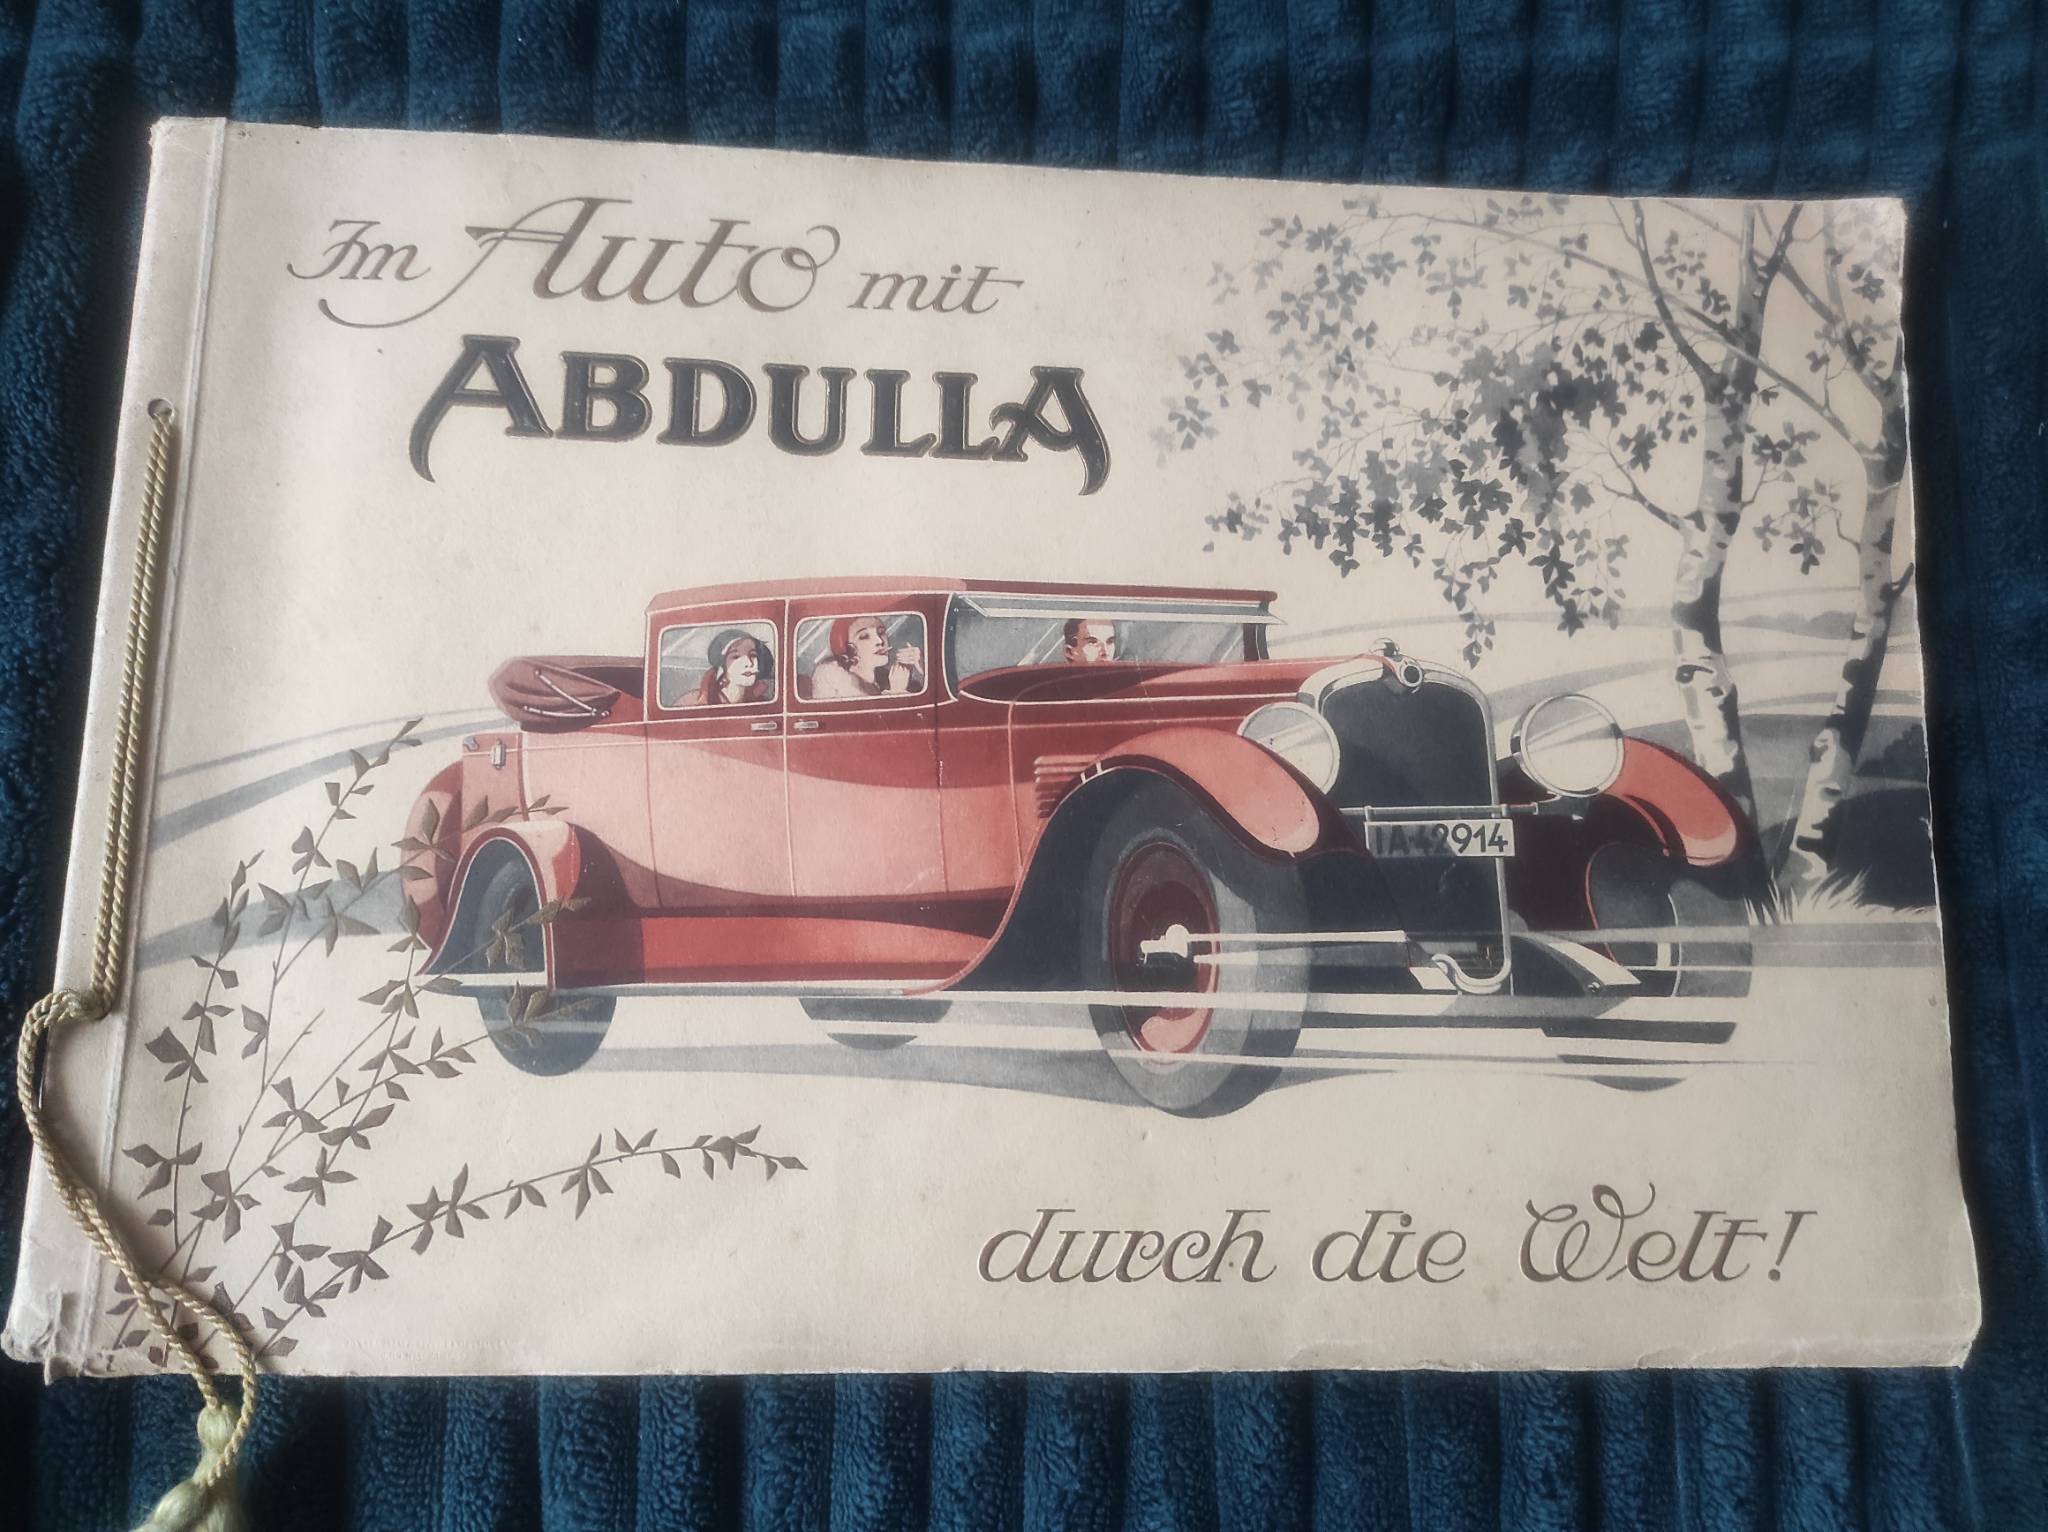 Im Auto mit
ABDULLA
IA-42914
durch die Welt!